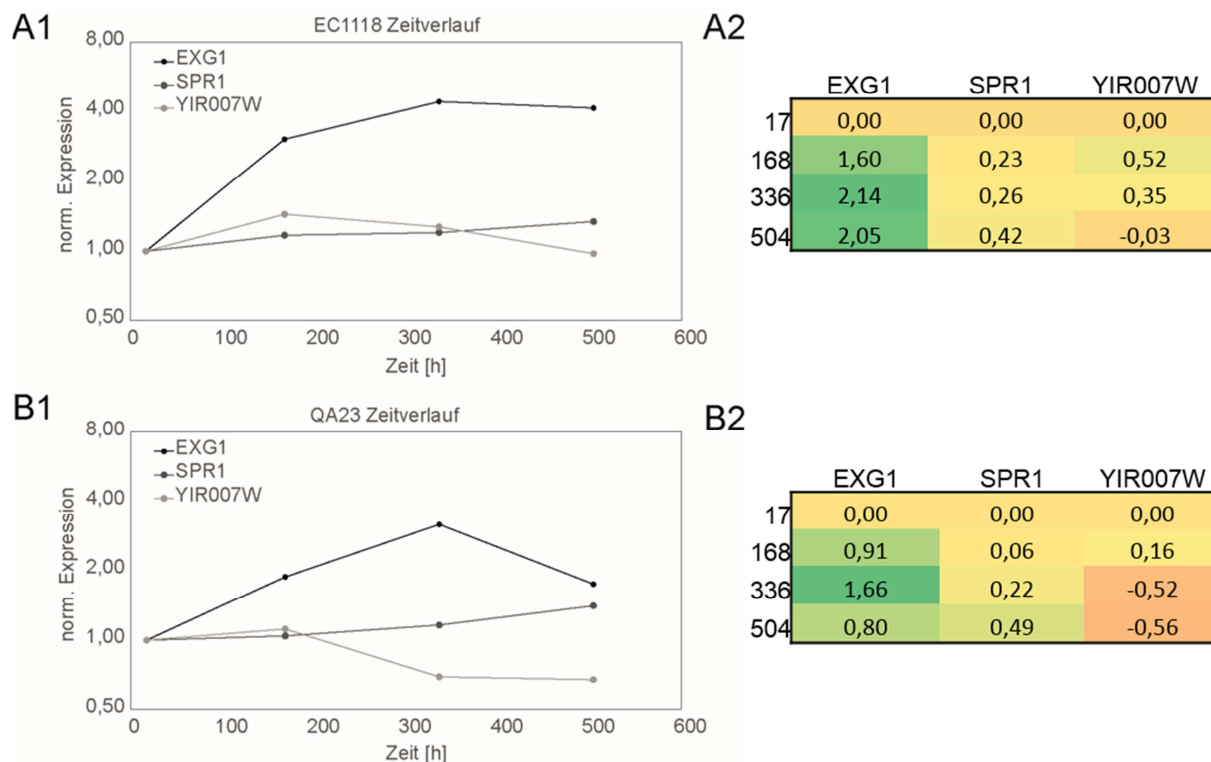 A1
EC1118 Zeitverlauf
8,00
4,00
2,00
1,00
0,50
norm. Expression
EXG1
SPR1
YIR007W
0 100 200 300 400 500 600
Zeit [h]
A2
EXG1 SPR1 YIR007W
17 0,00 0,00 0,00
168 1,60 0,23 0,52
336 2,14 0,26 0,35
504 2,05 0,42 -0,03
B1
QA23 Zeitverlauf
8,00
4,00
2,00
1,00
0,50
norm. Expression
EXG1
SPR1
YIR007W
0 100 200 300 400 500 600
Zeit [h]
B2
EXG1 SPR1 YIR007W
17 0,00 0,00 0,00
168 0,91 0,06 0,16
336 1,66 0,22 -0,52
504 0,80 0,49 -0,56